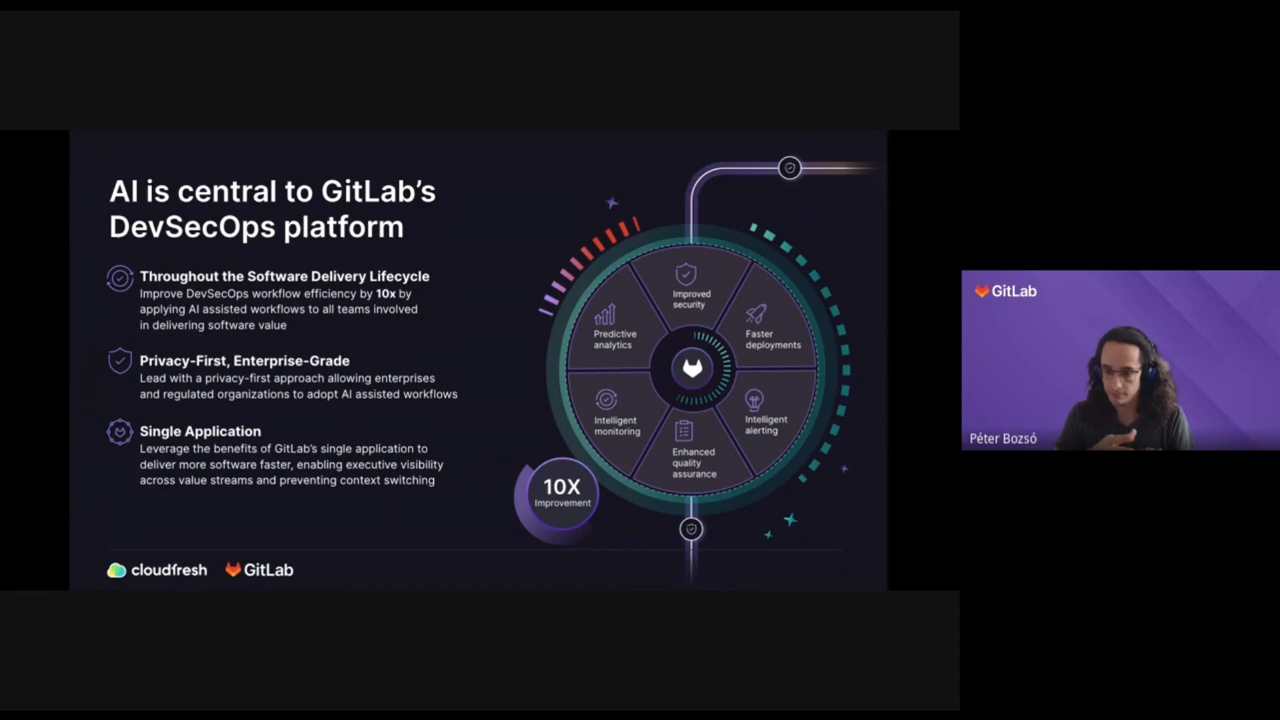 AI is central to GitLab's
DevSecOps platform
Throughout the Software Delivery Lifecycle
Improve DevSecOps workflow efficiency by 10x by
applying AI assisted workflows to all teams involved
in delivering software value
Privacy-First, Enterprise-Grade
Lead with a privacy-first approach allowing enterprises
and regulated organizations to adopt AI assisted workflows
Single Application
Leverage the benefits of GitLab's single application to
deliver more software faster, enabling executive visibility
across value streams and preventing context switching
Improved
security
Predictive
analytics
Faster
deployments
Intelligent
monitoring
Intelligent
alerting
Enhanced
quality
assurance
10X
Improvement
cloudfresh
GitLab
GitLab
Péter Bozsó